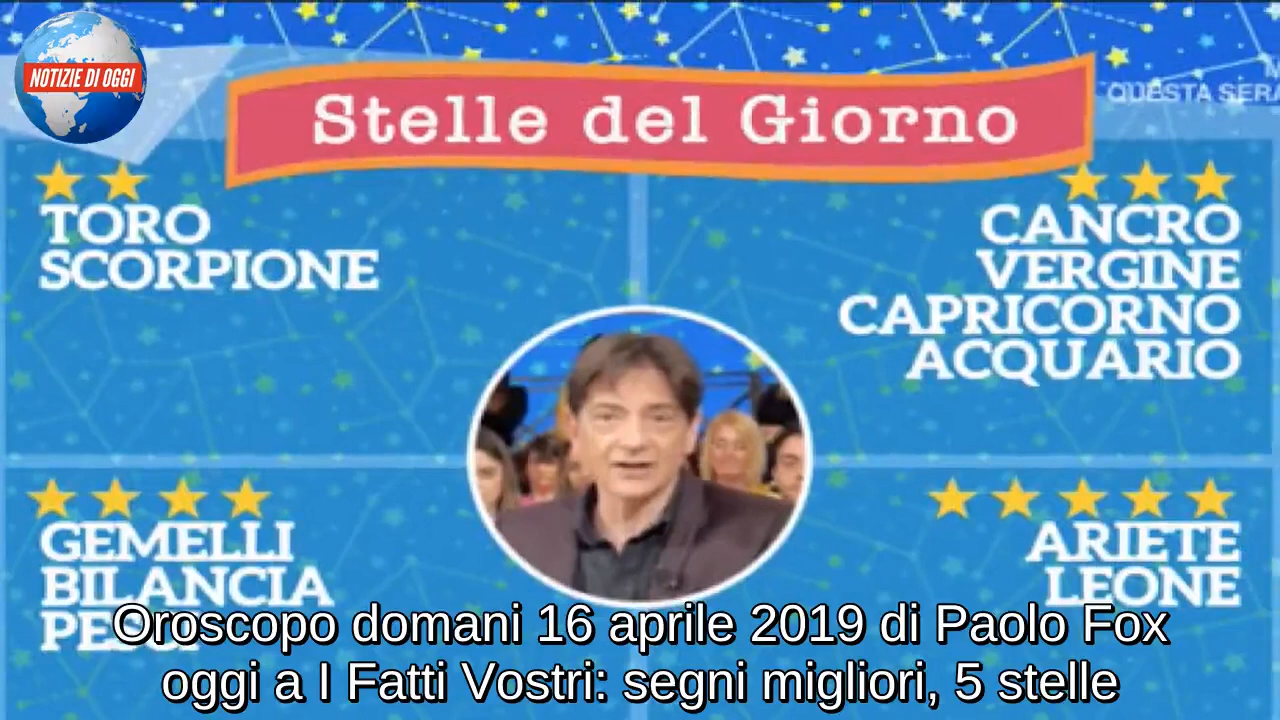 NOTIZIE DI OGGI
Stelle del Giorno
QUESTA SERA
TORO
SCORPIONE
CANCRO
VERGINE
CAPRICORNO
ACQUARIO
GEMELLI
BILANCIA
PESCI
ARIETE
LEONE
Oroscopo domani 16 aprile 2019 di Paolo Fox
oggi a I Fatti Vostri: segni migliori, 5 stelle